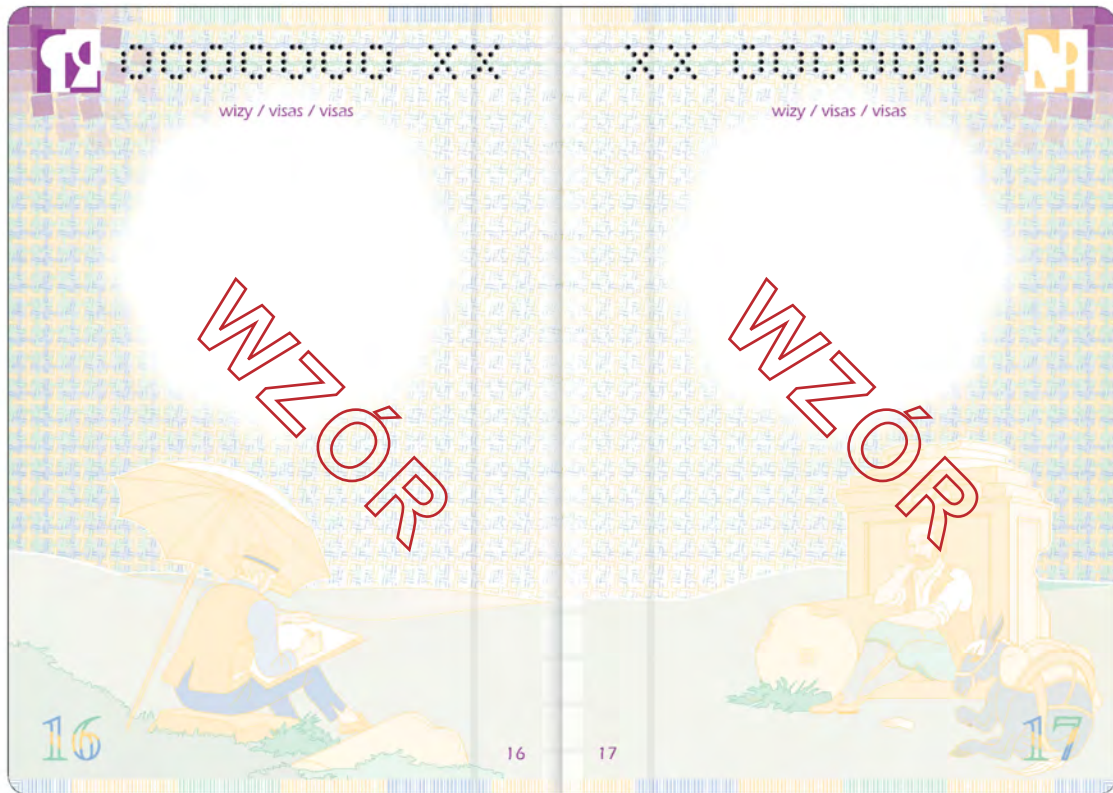 0000000 XX
wizy / visas / visas
WZÓR
16
16
XX 0000000
wizy / visas / visas
WZÓR
17
17